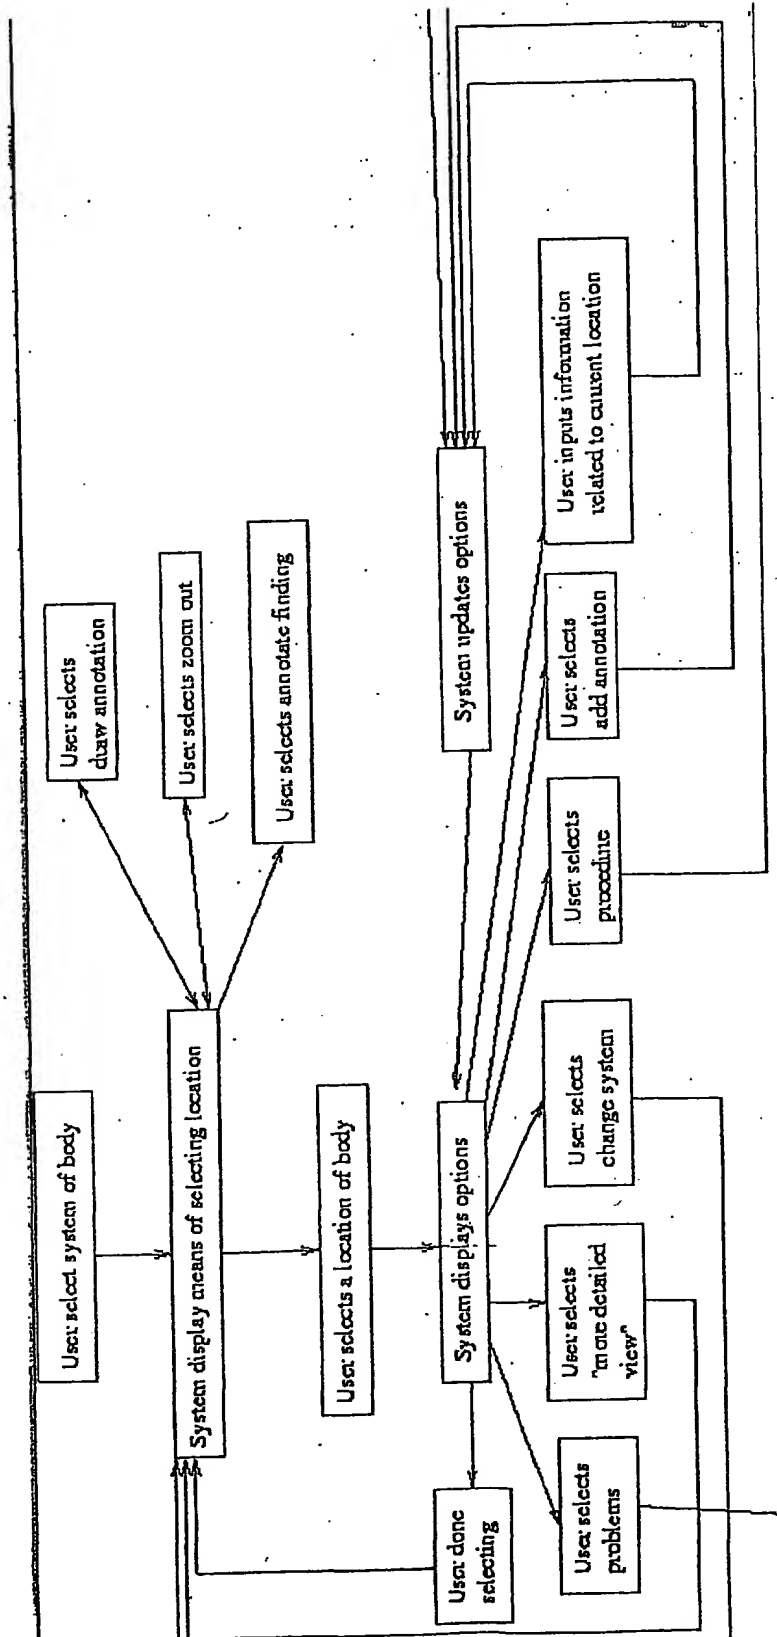 User select system of body
System display means of selecting location
User selects
draw annotation
User selects zoom out
User selects annotate finding
User selects a location of body
System displays options
System updates options
User done
selecting
User selects
problems
User selects
"more detailed
view"
User selects
change system
User selects
procedure
User selects
add annotation
User inputs information
related to current location